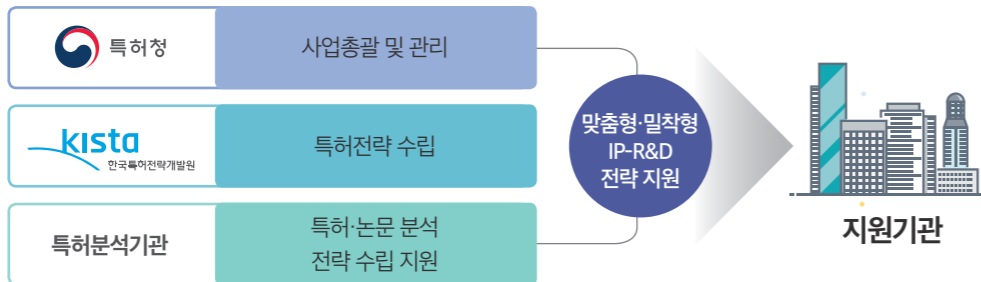 특허청
사업총괄 및 관리
kısta
한국특허전략개발원
특허전략 수립
특허분석기관
특허·논문 분석
전략 수립 지원
맞춤형·밀착형
IP-R&D
전략 지원
지원기관